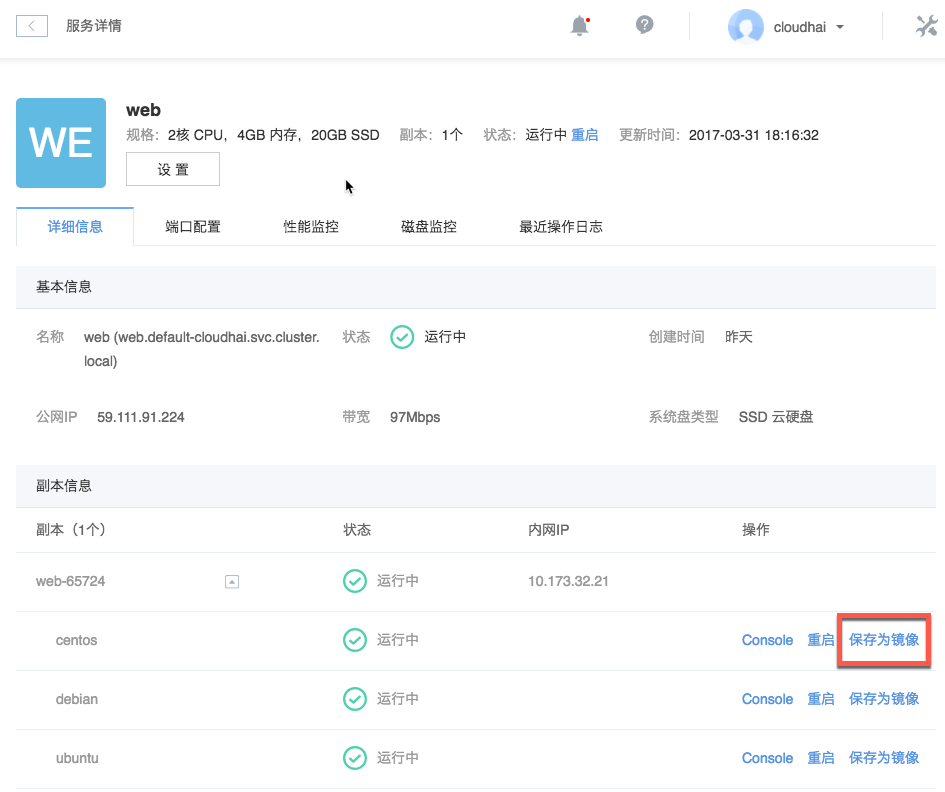 服务详情
cloudhai
WE
web
规格: 2核 CPU，4GB 内存，20GB SSD 副本: 1个 状态: 运行中 重启 更新时间: 2017-03-31 18:16:32
设 置
详细信息 端口配置 性能监控 磁盘监控 最近操作日志
基本信息
名称 web (web.default-cloudhai.svc.cluster. 状态 运行中 创建时间 昨天
local)
公网IP 59.111.91.224 带宽 97Mbps 系统盘类型 SSD 云硬盘
副本信息
副本（1个） 状态 内网IP 操作
web-65724 运行中 10.173.32.21
centos 运行中 Console 重启 保存为镜像
debian 运行中 Console 重启 保存为镜像
ubuntu 运行中 Console 重启 保存为镜像